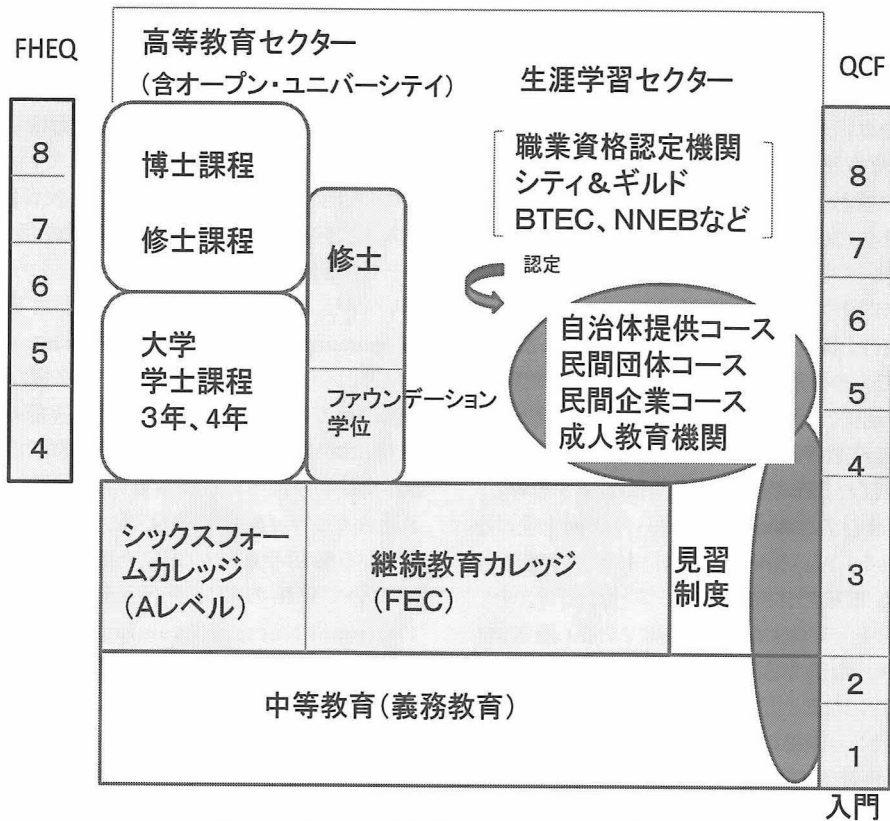 FHEQ
高等教育セクター
(含オープン・ユニバーシテイ)
生涯学習セクター
QCF
8
7
6
5
4
博士課程
修士課程
大学
学士課程
3年、4年
修士
ファウンデーション
学位
職業資格認定機関
シティ&ギルド
BTEC、NNEBなど
認定
自治体提供コース
民間団体コース
民間企業コース
成人教育機関
8
7
6
5
4
3
2
1
入門
シックスフォー
ムカレッジ
(Aレベル)
継続教育カレッジ
(FEC)
見習
制度
中等教育(義務教育)